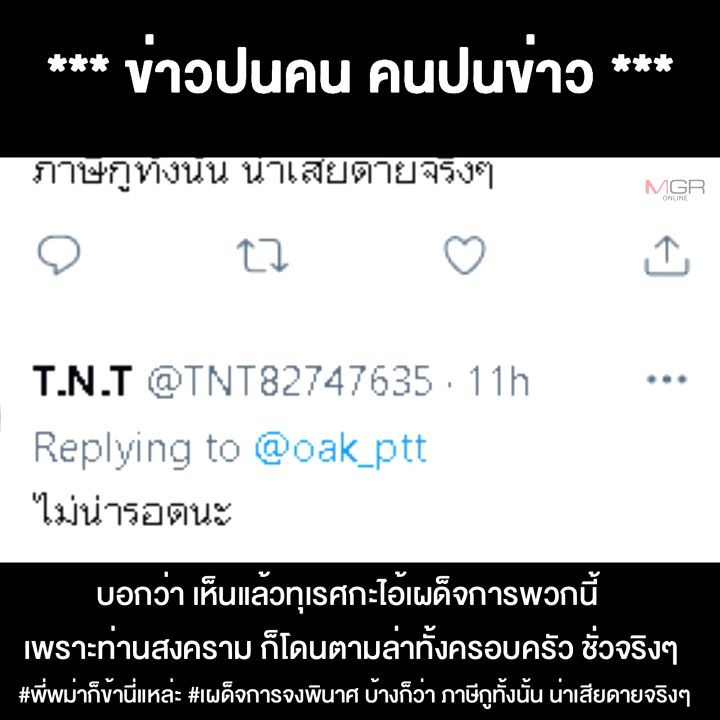 *** ข่าวปนคน คนปนข่าว ***
ภาษีกูทั้งนั้น น่าเสียดายจริงๆ
MGR
ONLINE
T.N.T @TNT82747635 · 11h
Replying to @oak_ptt
ไม่น่ารอดนะ
บอกว่า เห็นแล้วทุเรศกะไอ้เผด็จการพวกนี้
เพราะท่านสงคราม ก็โดนตามล่าทั้งครอบครัว ชั่วจริงๆ
#พี่พม่าก็ข้านี่แหล่ะ #เผด็จการจงพินาศ บ้างก็ว่า ภาษีกูทั้งนั้น น่าเสียดายจริงๆ